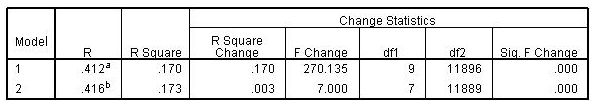 Change Statistics
Model R R Square R Square Change F Change df1 df2 Sig. F Change
1 .412a .170 .170 270.135 9 11896 .000
2 .416b .173 .003 7.000 7 11889 .000